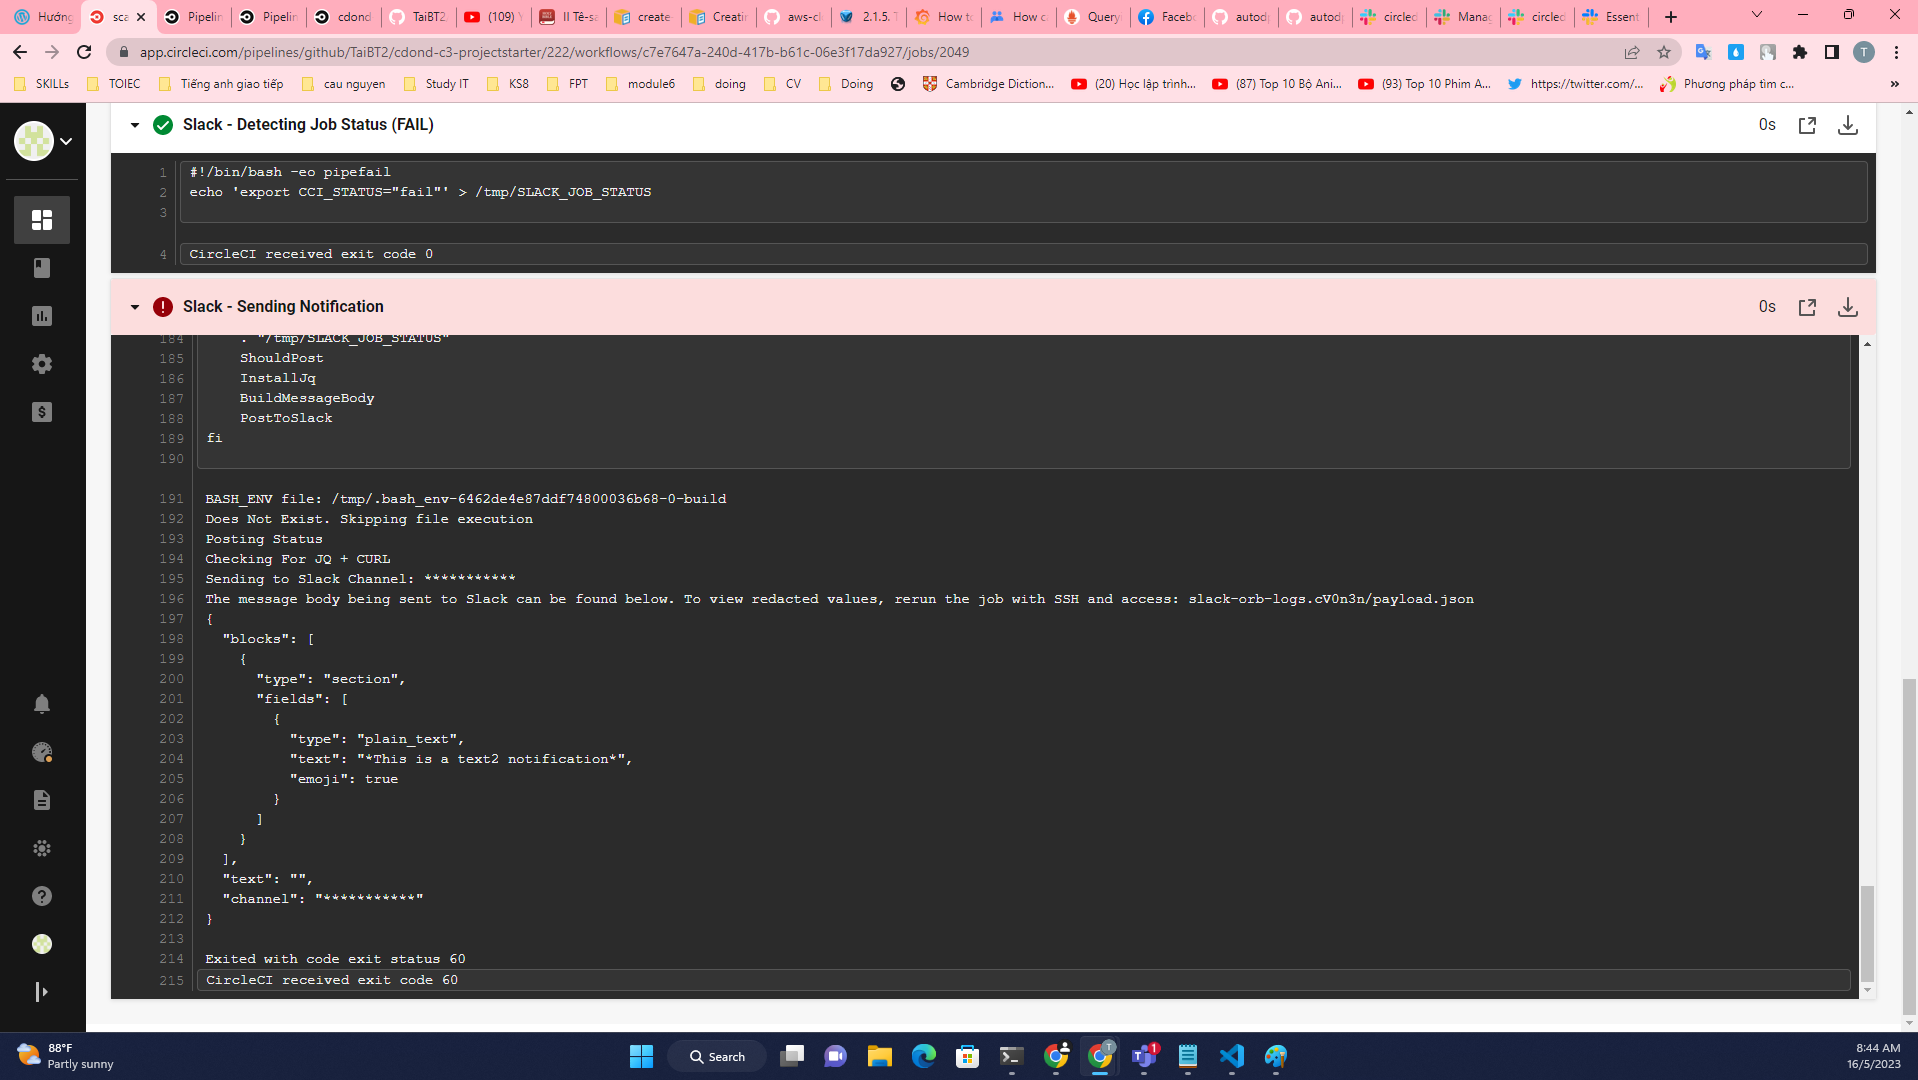 Hướng
sca
Pipelin
Pipelin
cdond
TaiBT2
(109) Y
II Tê-sa
create
Creatin
aws-cl
2.1.5. T
How to
How c
Query
Facebo
autodp
autodp
circled
Manag
circled
Essent
app.circleci.com/pipelines/github/TaiBT2/cdond-c3-projectstarter/222/workflows/c7e7647a-240d-417b-b61c-06e3f17da927/jobs/2049
T
SKILLs
TOIEC
Tiếng anh giao tiếp
cau nguyen
Study IT
KS8
FPT
module6
doing
CV
Doing
Cambridge Diction...
(20) Học lập trình...
(87) Top 10 Bộ Ani...
(93) Top 10 Phim A...
https://twitter.com/...
Phương pháp tìm c...
»
Slack - Detecting Job Status (FAIL)
0s
1 #!/bin/bash -eo pipefail
2 echo 'export CCI_STATUS="fail"' > /tmp/SLACK_JOB_STATUS
3
4 CircleCI received exit code 0
Slack - Sending Notification
0s
184 . "/tmp/SLACK_JOB_STATUS"
185 ShouldPost
186 InstallJq
187 BuildMessageBody
188 PostToSlack
189 fi
190
191 BASH_ENV file: /tmp/.bash_env-6462de4e87ddf74800036b68-0-build
192 Does Not Exist. Skipping file execution
193 Posting Status
194 Checking For JQ + CURL
195 Sending to Slack Channel: ***********
196 The message body being sent to Slack can be found below. To view redacted values, rerun the job with SSH and access: slack-orb-logs.cV0n3n/payload.json
197 {
198 "blocks": [
199 {
200 "type": "section",
201 "fields": [
202 {
203 "type": "plain_text",
204 "text": "*This is a text2 notification*",
205 "emoji": true
206 }
207 ]
208 }
209 ],
210 "text": "",
211 "channel": "***********"
212 }
213
214 Exited with code exit status 60
215 CircleCI received exit code 60
88°F
Partly sunny
Search
T
1
8:44 AM
16/5/2023